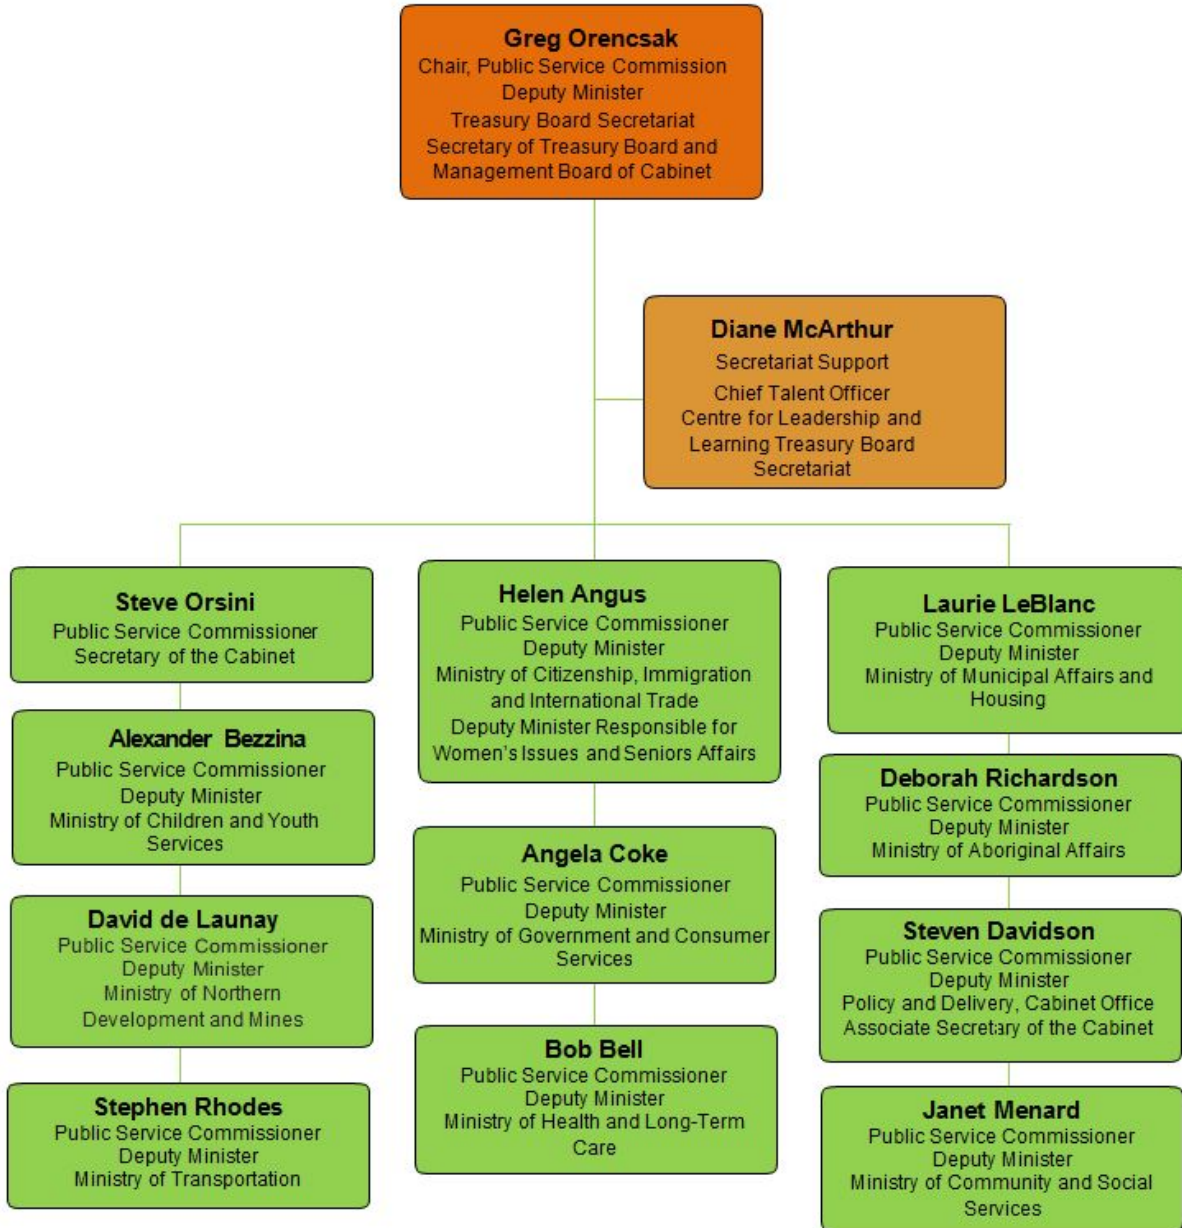 Greg Orencsak
Chair, Public Service Commission
Deputy Minister
Treasury Board Secretariat
Secretary of Treasury Board and
Management Board of Cabinet
Diane McArthur
Secretariat Support
Chief Talent Officer
Centre for Leadership and
Learning Treasury Board
Secretariat
Steve Orsini
Public Service Commissioner
Secretary of the Cabinet
Alexander Bezzina
Public Service Commissioner
Deputy Minister
Ministry of Children and Youth
Services
David de Launay
Public Service Commissioner
Deputy Minister
Ministry of Northern
Development and Mines
Stephen Rhodes
Public Service Commissioner
Deputy Minister
Ministry of Transportation
Helen Angus
Public Service Commissioner
Deputy Minister
Ministry of Citizenship, Immigration
and International Trade
Deputy Minister Responsible for
Women's Issues and Seniors Affairs
Angela Coke
Public Service Commissioner
Deputy Minister
Ministry of Government and Consumer
Services
Bob Bell
Public Service Commissioner
Deputy Minister
Ministry of Health and Long-Term
Care
Laurie LeBlanc
Public Service Commissioner
Deputy Minister
Ministry of Municipal Affairs and
Housing
Deborah Richardson
Public Service Commissioner
Deputy Minister
Ministry of Aboriginal Affairs
Steven Davidson
Public Service Commissioner
Deputy Minister
Policy and Delivery, Cabinet Office
Associate Secretary of the Cabinet
Janet Menard
Public Service Commissioner
Deputy Minister
Ministry of Community and Social
Services